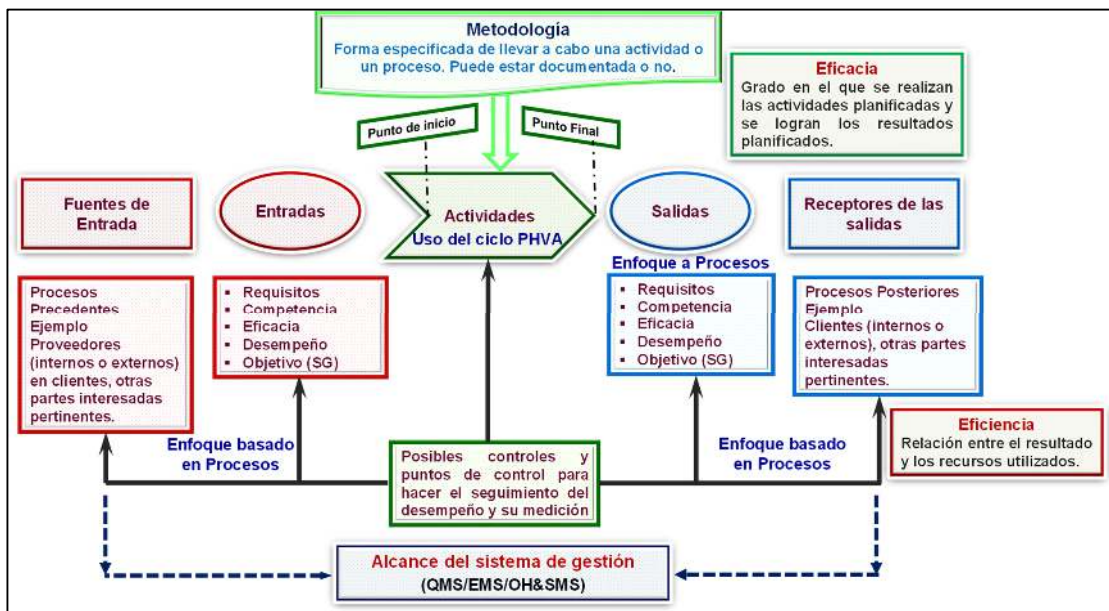 Metodología
Forma especificada de llevar a cabo una actividad o
un proceso. Puede estar documentada o no.
Eficacia
Grado en el que se realizan
las actividades planificadas y
se logran los resultados
planificados.
Punto de inicio
Punto Final
Fuentes de
Entrada
Entradas
Actividades
Uso del ciclo PHVA
Salidas
Receptores de las
salidas
Enfoque a Procesos
Procesos
Precedentes
Ejemplo
Proveedores
(internos o externos)
en clientes, otras
partes interesadas
pertinentes.
▪ Requisitos
▪ Competencia
▪ Eficacia
▪ Desempeño
▪ Objetivo (SG)
▪ Requisitos
▪ Competencia
▪ Eficacia
▪ Desempeño
▪ Objetivo (SG)
Procesos Posteriores
Ejemplo
Clientes (internos o
externos), otras partes
interesadas
pertinentes.
Enfoque basado
en Procesos
Posibles controles y
puntos de control para
hacer el seguimiento del
desempeño y su medición
Enfoque basado
en Procesos
Eficiencia
Relación entre el resultado
y los recursos utilizados.
Alcance del sistema de gestión
(QMS/EMS/OH&SMS)